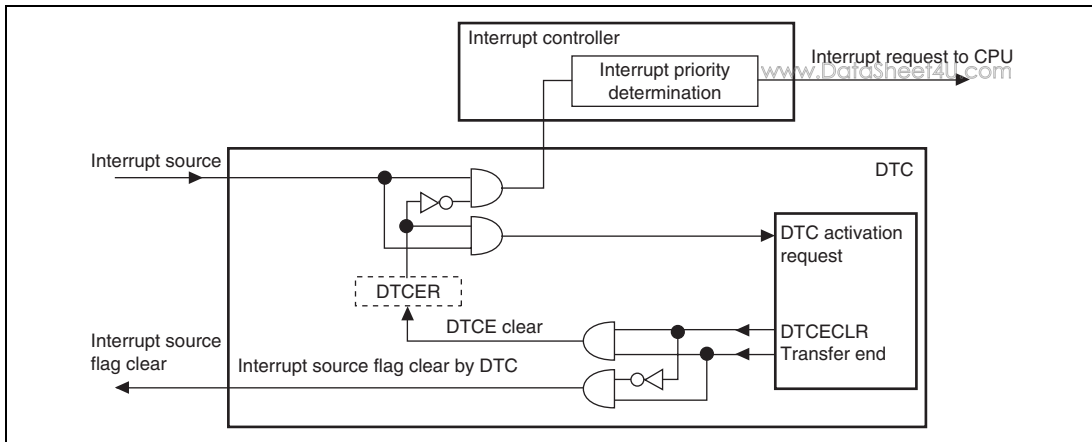 Interrupt controller
Interrupt priority
determination
Interrupt request to CPU
www.DataSheet4U.com
Interrupt source
DTC
DTC activation
request
DTCER
DTCE clear
DTCECLR
Transfer end
Interrupt source
flag clear
Interrupt source flag clear by DTC